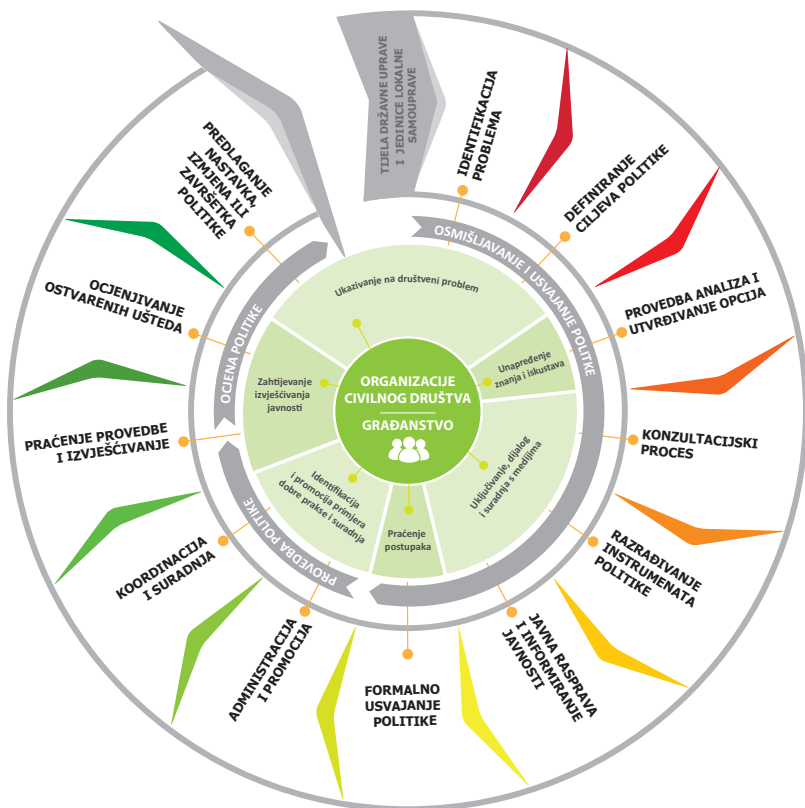 TIJELA DRŽAVNE UPRAVE
I JEDINICE LOKALNE
SAMOUPRAVE
IDENTIFIKACIJA
PROBLEMA
DEFINIRANJE
CILJEVA POLITIKE
PROVEDBA ANALIZA I
UTVRĐIVANJE OPCIJA
KONZULTACIJSKI
PROCES
RAZRAĐIVANJE
INSTRUMENATA
POLITIKE
JAVNA RASPRAVA
I INFORMIRANJE
JAVNOSTI
FORMALNO
USVAJANJE
POLITIKE
ADMINISTRACIJA
I PROMOCIJA
KOORDINACIJA
I SURADNJA
PRAĆENJE PROVEDBE
I IZVJEŠĆIVANJE
OCJENJIVANJE
OSTVARENIH UŠTEDA
PREDLAGANJE
NASTAVKA,
IZMJENA ILI
ZAVRŠETKA
POLITIKE
OSMIŠLJAVANJE I USVAJANJE POLITKE
PROVEDBA POLITIKE
OCJENA POLITIKE
Ukazivanje na društveni problem
Unapređenje
znanja i iskustava
Uključivanje, dijalog
i suradnja s medijima
Praćenje
postupaka
Identifikacija
i promocija primjera
dobre prakse i suradnja
Zahtijevanje
izvješćivanja
javnosti
ORGANIZACIJE
CIVILNOG DRUŠTVA
GRAĐANSTVO